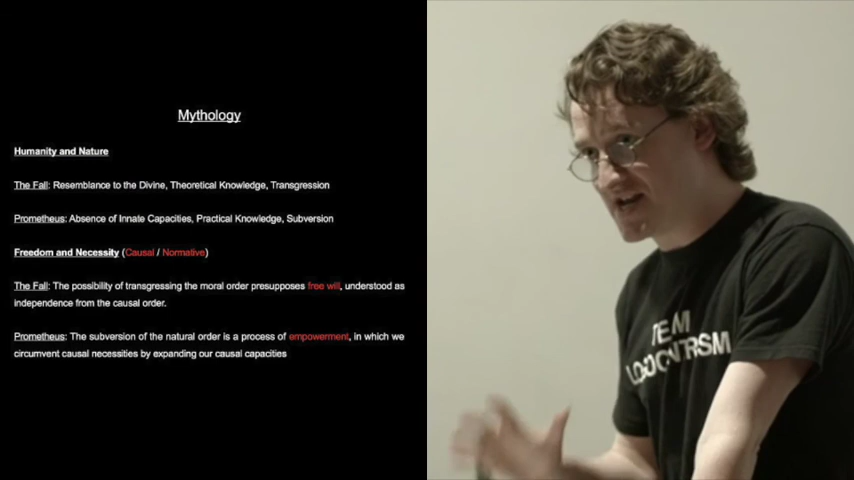 Mythology
Humanity and Nature
The Fall: Resemblance to the Divine, Theoretical Knowledge, Transgression
Prometheus: Absence of Innate Capacities, Practical Knowledge, Subversion
Freedom and Necessity (Causal / Normative)
The Fall: The possibility of transgressing the moral order presupposes free will, understood as
independence from the causal order.
Prometheus: The subversion of the natural order is a process of empowerment, in which we
circumvent causal necessities by expanding our causal capacities
TEAM